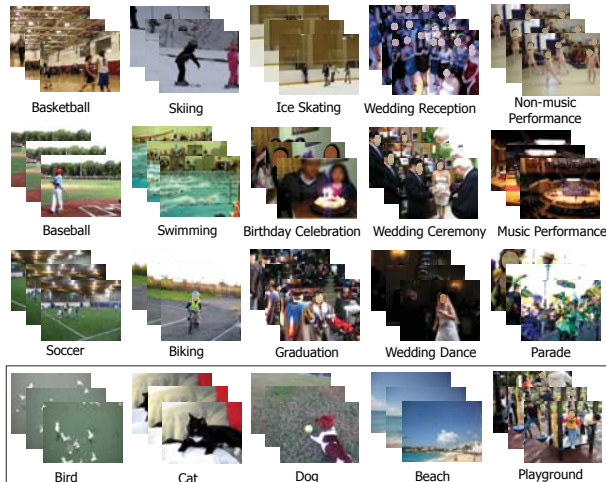 Basketball
Skiing
Ice Skating
Wedding Reception
Non-music
Performance
Baseball
Swimming
Birthday Celebration
Wedding Ceremony
Music Performance
Soccer
Biking
Graduation
Wedding Dance
Parade
Bird
Cat
Dog
Beach
Playground